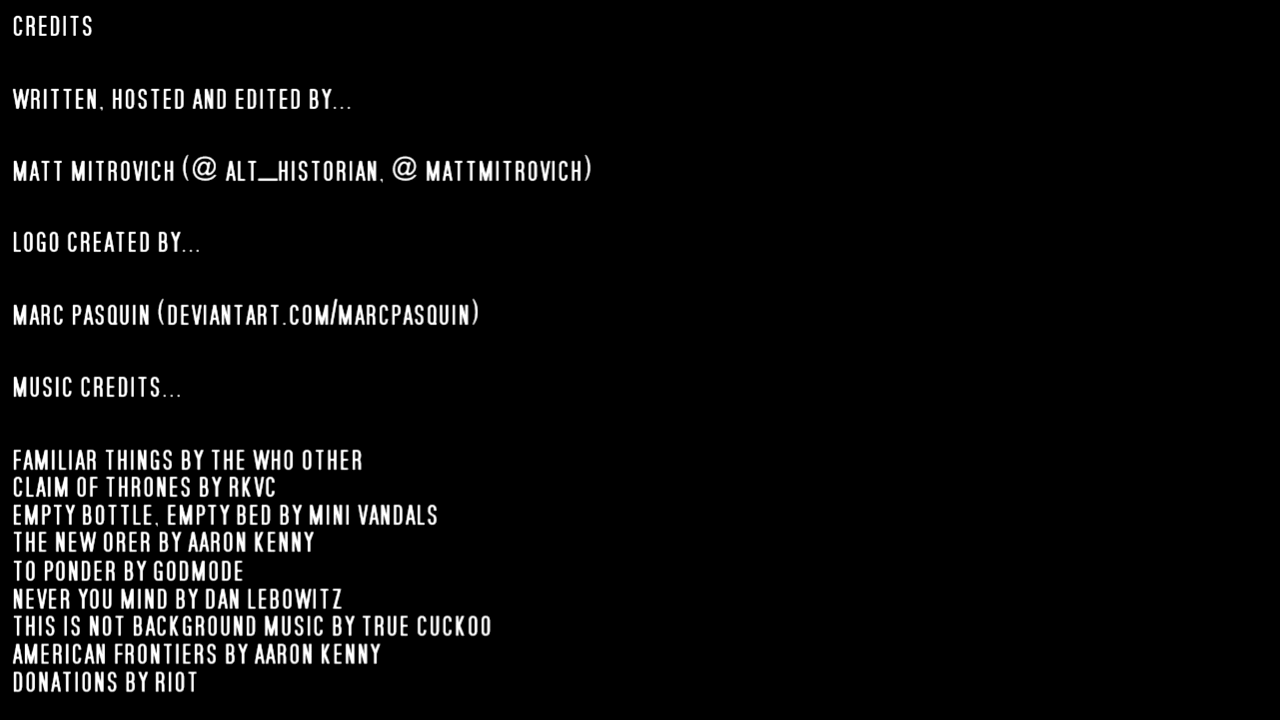 CREDITS
WRITTEN, HOSTED AND EDITED BY...
MATT MITROVICH (@ ALT_HISTORIAN, @ MATTMITROVICH)
LOGO CREATED BY...
MARC PASQUIN (DEVIANTART.COM/MARCPASQUIN)
MUSIC CREDITS...
FAMILIAR THINGS BY THE WHO OTHER
CLAIM OF THRONES BY RKVC
EMPTY BOTTLE, EMPTY BED BY MINI VANDALS
THE NEW ORER BY AARON KENNY
TO PONDER BY GODMODE
NEVER YOU MIND BY DAN LEBOWITZ
THIS IS NOT BACKGROUND MUSIC BY TRUE CUCKOO
AMERICAN FRONTIERS BY AARON KENNY
DONATIONS BY RIOT